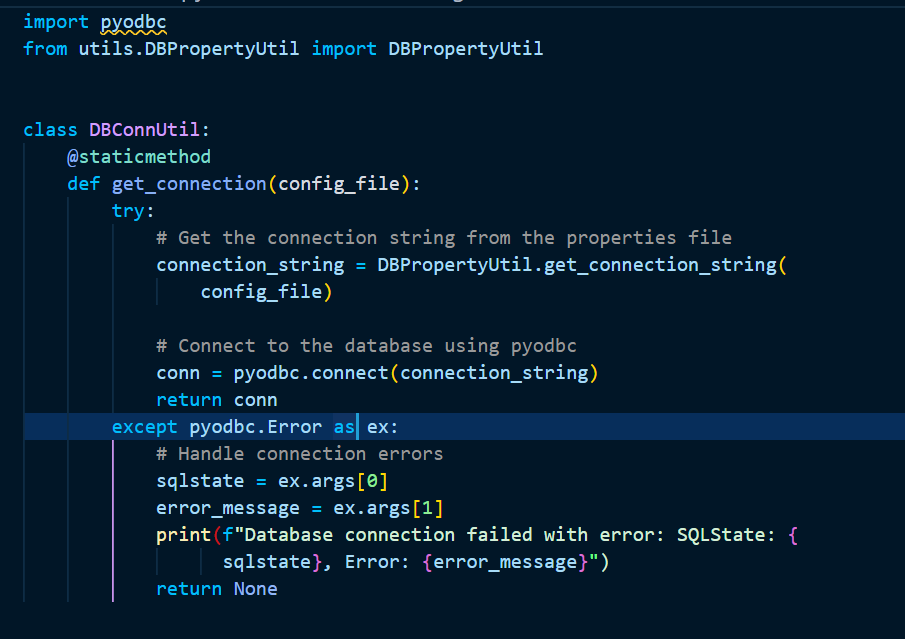 import pyodbc
from utils.DBPropertyUtil import DBPropertyUtil
class DBConnUtil:
    @staticmethod
    def get_connection(config_file):
        try:
            # Get the connection string from the properties file
            connection_string = DBPropertyUtil.get_connection_string(
                config_file)
            # Connect to the database using pyodbc
            conn = pyodbc.connect(connection_string)
            return conn
        except pyodbc.Error as ex:
            # Handle connection errors
            sqlstate = ex.args[0]
            error_message = ex.args[1]
            print(f"Database connection failed with error: SQLState: {
                  sqlstate}, Error: {error_message}")
            return None